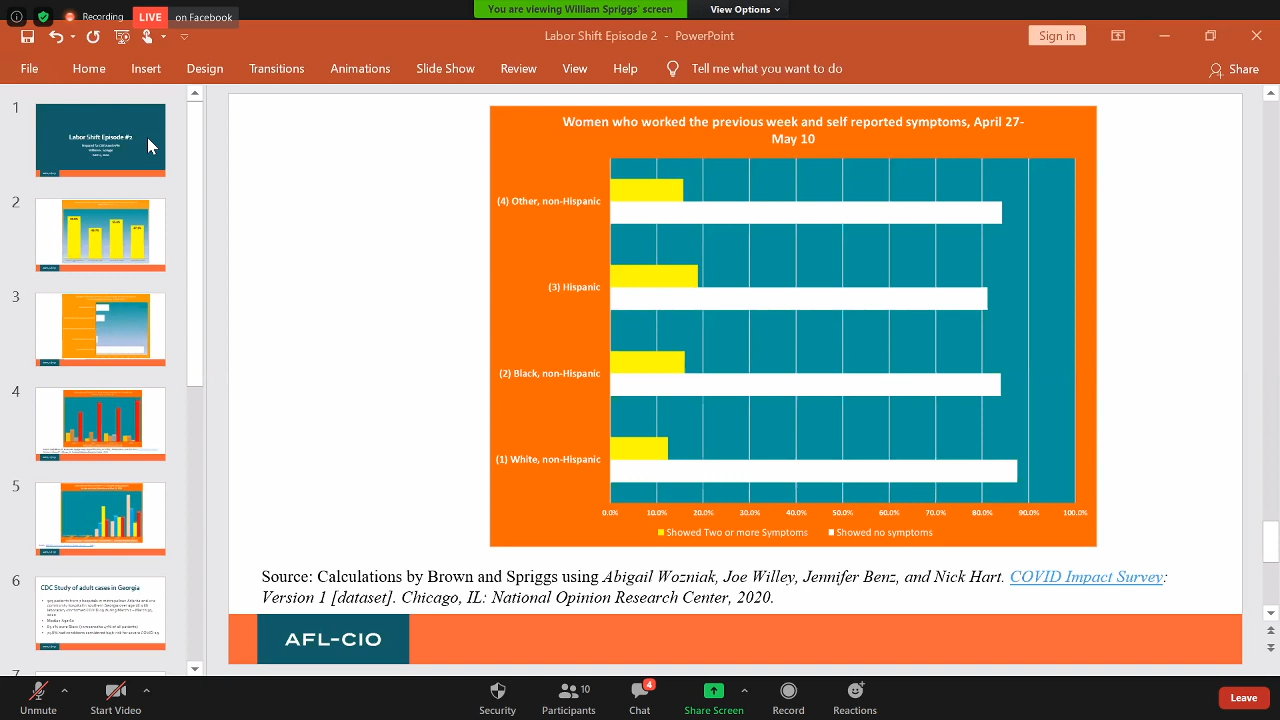 Recording
LIVE
on Facebook
You are viewing William Spriggs' screen
View Options
Labor Shift Episode 2 - PowerPoint
Sign in
File
Home
Insert
Design
Transitions
Animations
Slide Show
Review
View
Help
Tell me what you want to do
Share
1
Labor Shift Episode #2
2
3
4
5
6
CDC Study of adult cases in Georgia
7
Women who worked the previous week and self reported symptoms, April 27-
May 10
(4) Other, non-Hispanic
(3) Hispanic
(2) Black, non-Hispanic
(1) White, non-Hispanic
0.0% 10.0% 20.0% 30.0% 40.0% 50.0% 60.0% 70.0% 80.0% 90.0% 100.0%
Showed Two or more Symptoms
Showed no symptoms
Source: Calculations by Brown and Spriggs using Abigail Wozniak, Joe Willey, Jennifer Benz, and Nick Hart. COVID Impact Survey:
Version 1 [dataset]. Chicago, IL: National Opinion Research Center, 2020.
AFL-CIO
Unmute
Start Video
Security
Participants
10
Chat
4
Share Screen
Record
Reactions
Leave